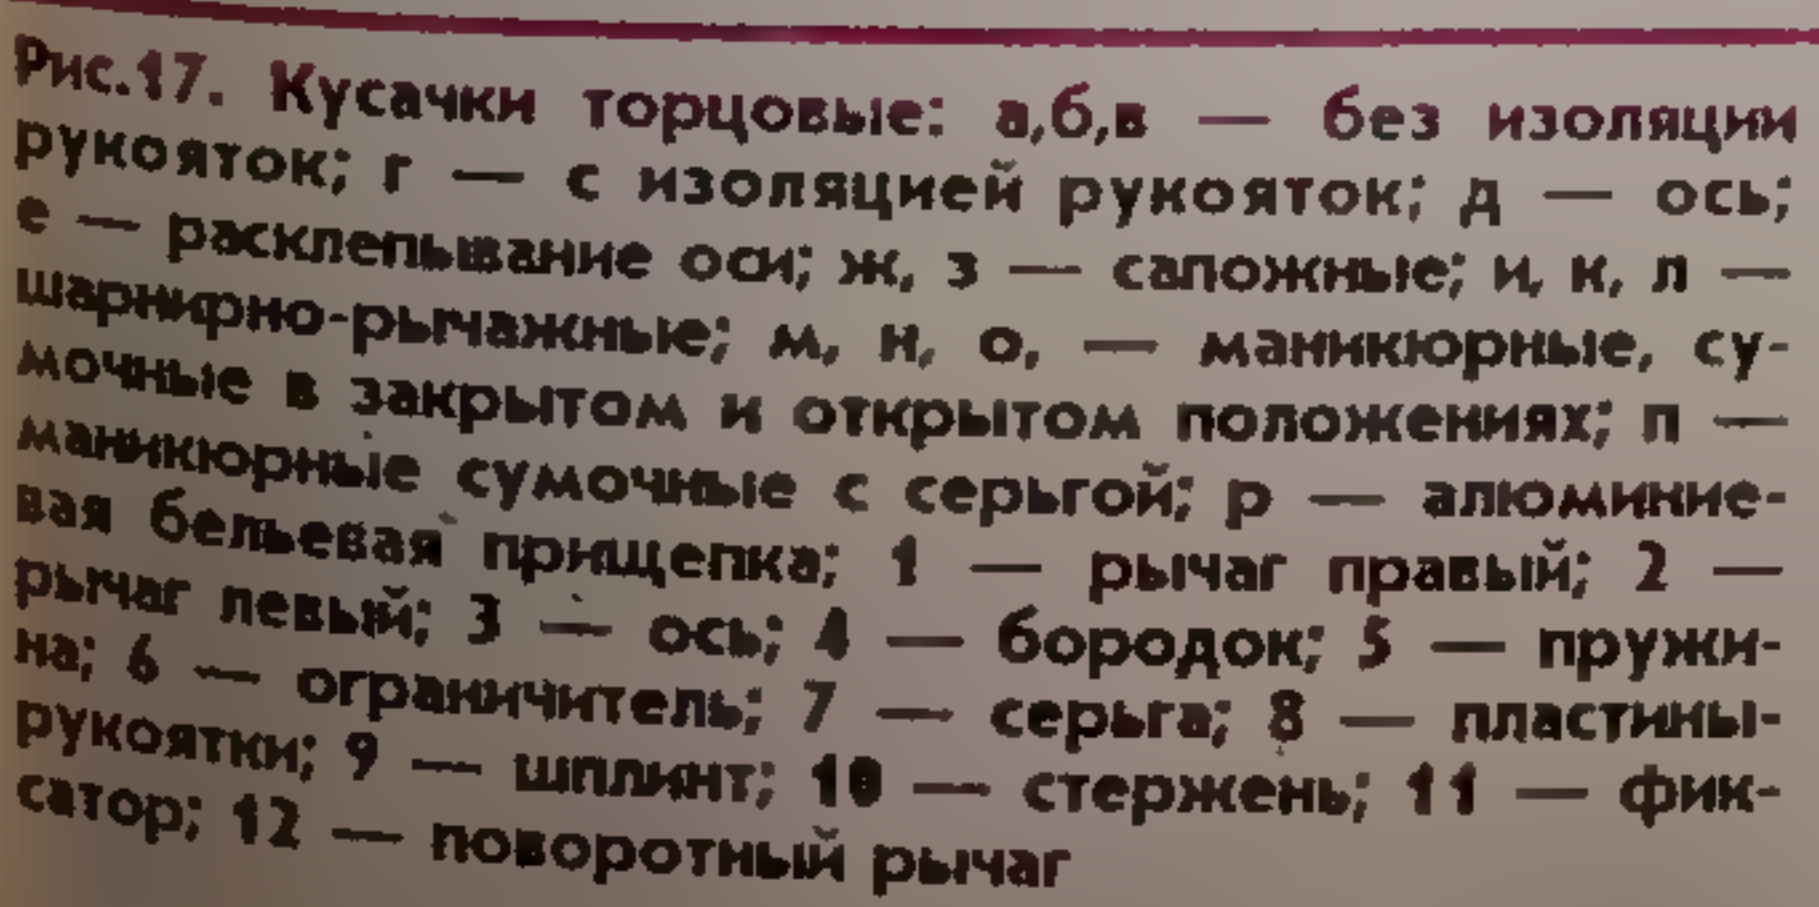 Рис.17. Кусачки торцовые: а,б,в — без изоляции
рукояток; г — с изоляцией рукояток; д — ось;
е — расклепывание оси; ж, з — сапожные; и, к, л —
шарнирно-рычажные; м, н, о, — маникюрные, су-
мочные в закрытом и открытом положениях; п —
маникюрные сумочные с серьгой; р — алюминие-
вая бельевая прищепка; 1 — рычаг правый; 2 —
рычаг левый; 3 — ось; 4 — бородок; 5 — пружи-
на; 6 — ограничитель; 7 — серьга; 8 — пластины-
рукоятки; 9 — шплинт; 10 — стержень; 11 — фик-
сатор; 12 — поворотный рычаг